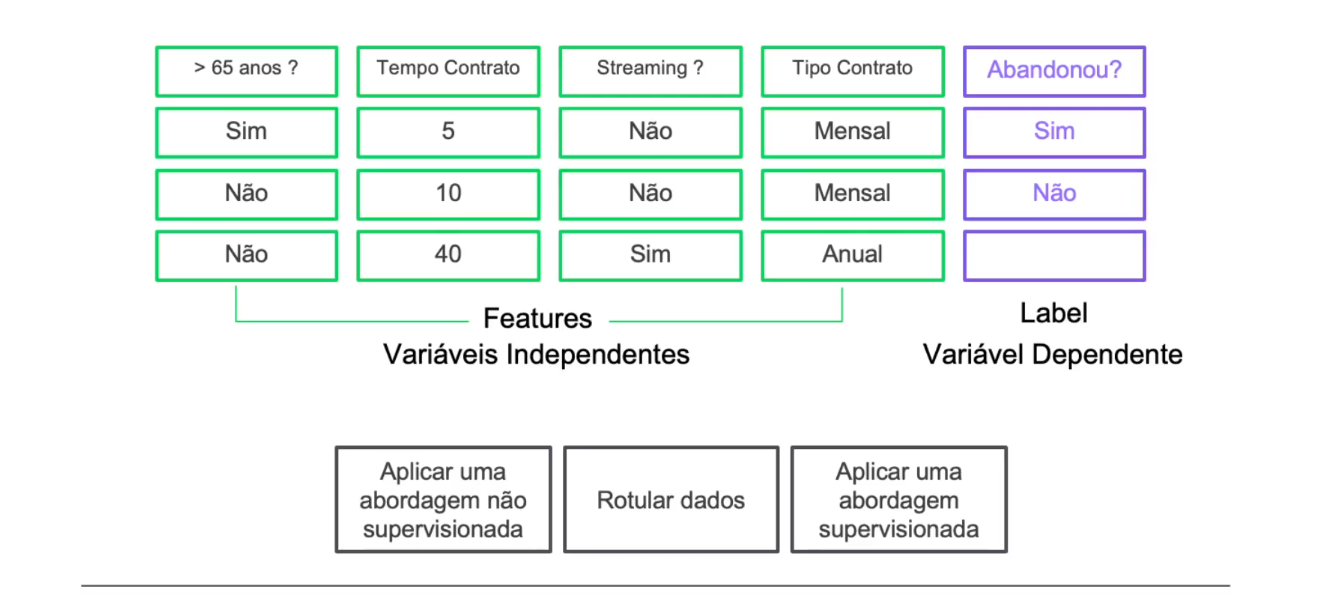 > 65 anos ? Tempo Contrato Streaming ? Tipo Contrato Abandonou?
Sim 5 Não Mensal Sim
Não 10 Não Mensal Não
Não 40 Sim Anual
Features
Variáveis Independentes
Label
Variável Dependente
Aplicar uma
abordagem não
supervisionada
Rotular dados
Aplicar uma
abordagem
supervisionada